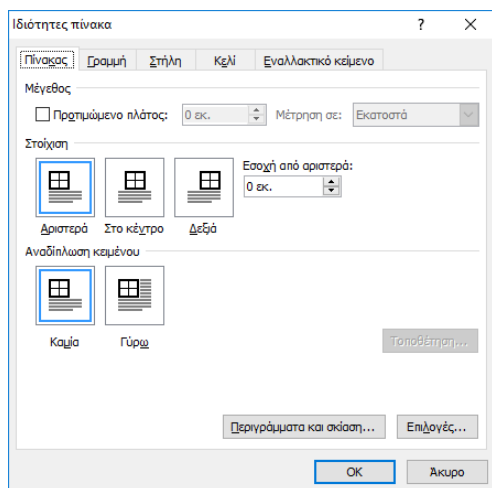 Ιδιότητες πίνακα ?
Πίνακας Γραμμή Στήλη Κελί Εναλλακτικό κείμενο
Μέγεθος
Προτιμώμενο πλάτος: 0 εκ. Μέτρηση σε: Εκατοστά
Στοίχιση
Εσοχή από αριστερά:
0 εκ.
Αριστερά Στο κέντρο Δεξιά
Αναδίπλωση κειμένου
Καμία Γύρω
Τοποθέτηση...
Περιγράμματα και σκίαση... Επιλογές...
OK Άκυρο